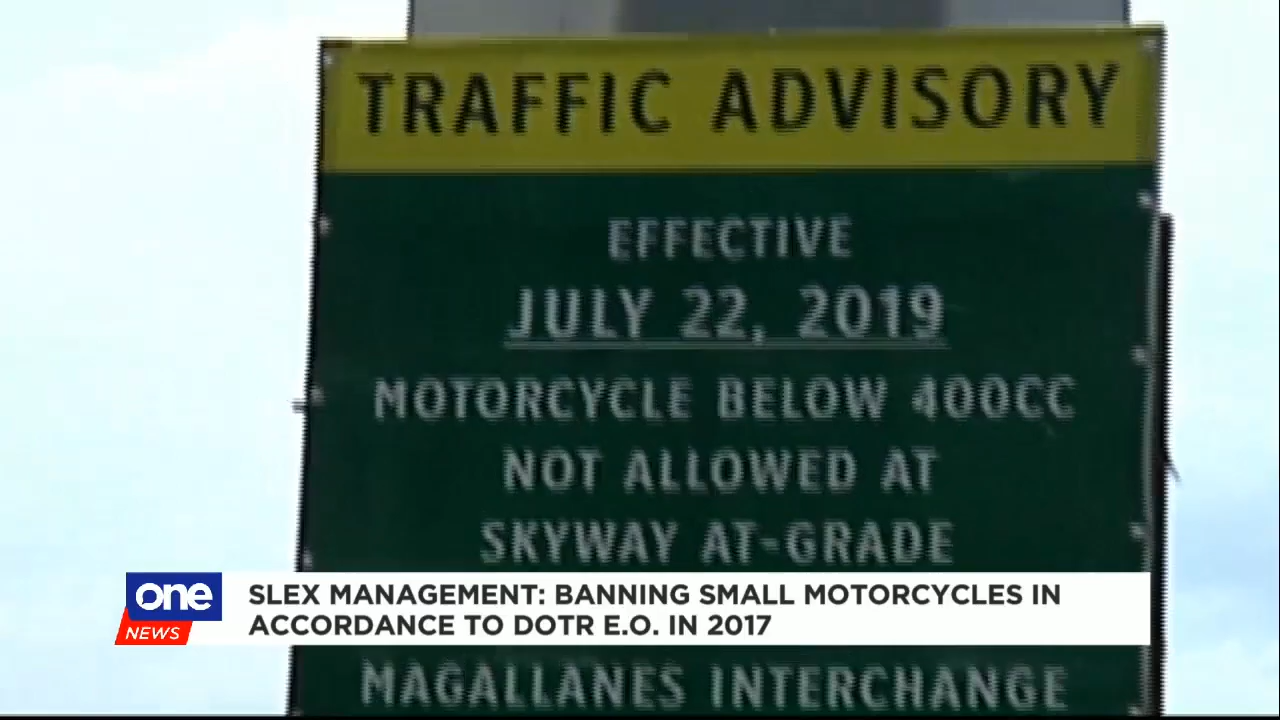 TRAFFIC ADVISORY
EFFECTIVE
JULY 22, 2019
MOTORCYCLE BELOW 400CC
NOT ALLOWED AT
SKYWAY AT-GRADE
one
NEWS
SLEX MANAGEMENT: BANNING SMALL MOTORCYCLES IN
ACCORDANCE TO DOTR E.O. IN 2017
MAGALLANES INTERCHANGE